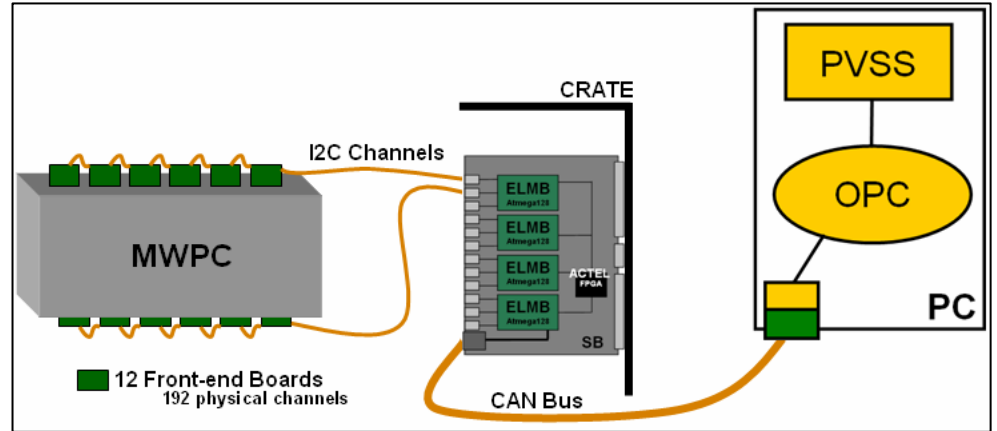 CRATE
I2C Channels
MWPC
12 Front-end Boards
192 physical channels
ELMB
Atmega128
ELMB
Atmega128
ELMB
Atmega128
ELMB
Atmega128
ACTEL
FPGA
SB
CAN Bus
PVSS
OPC
PC